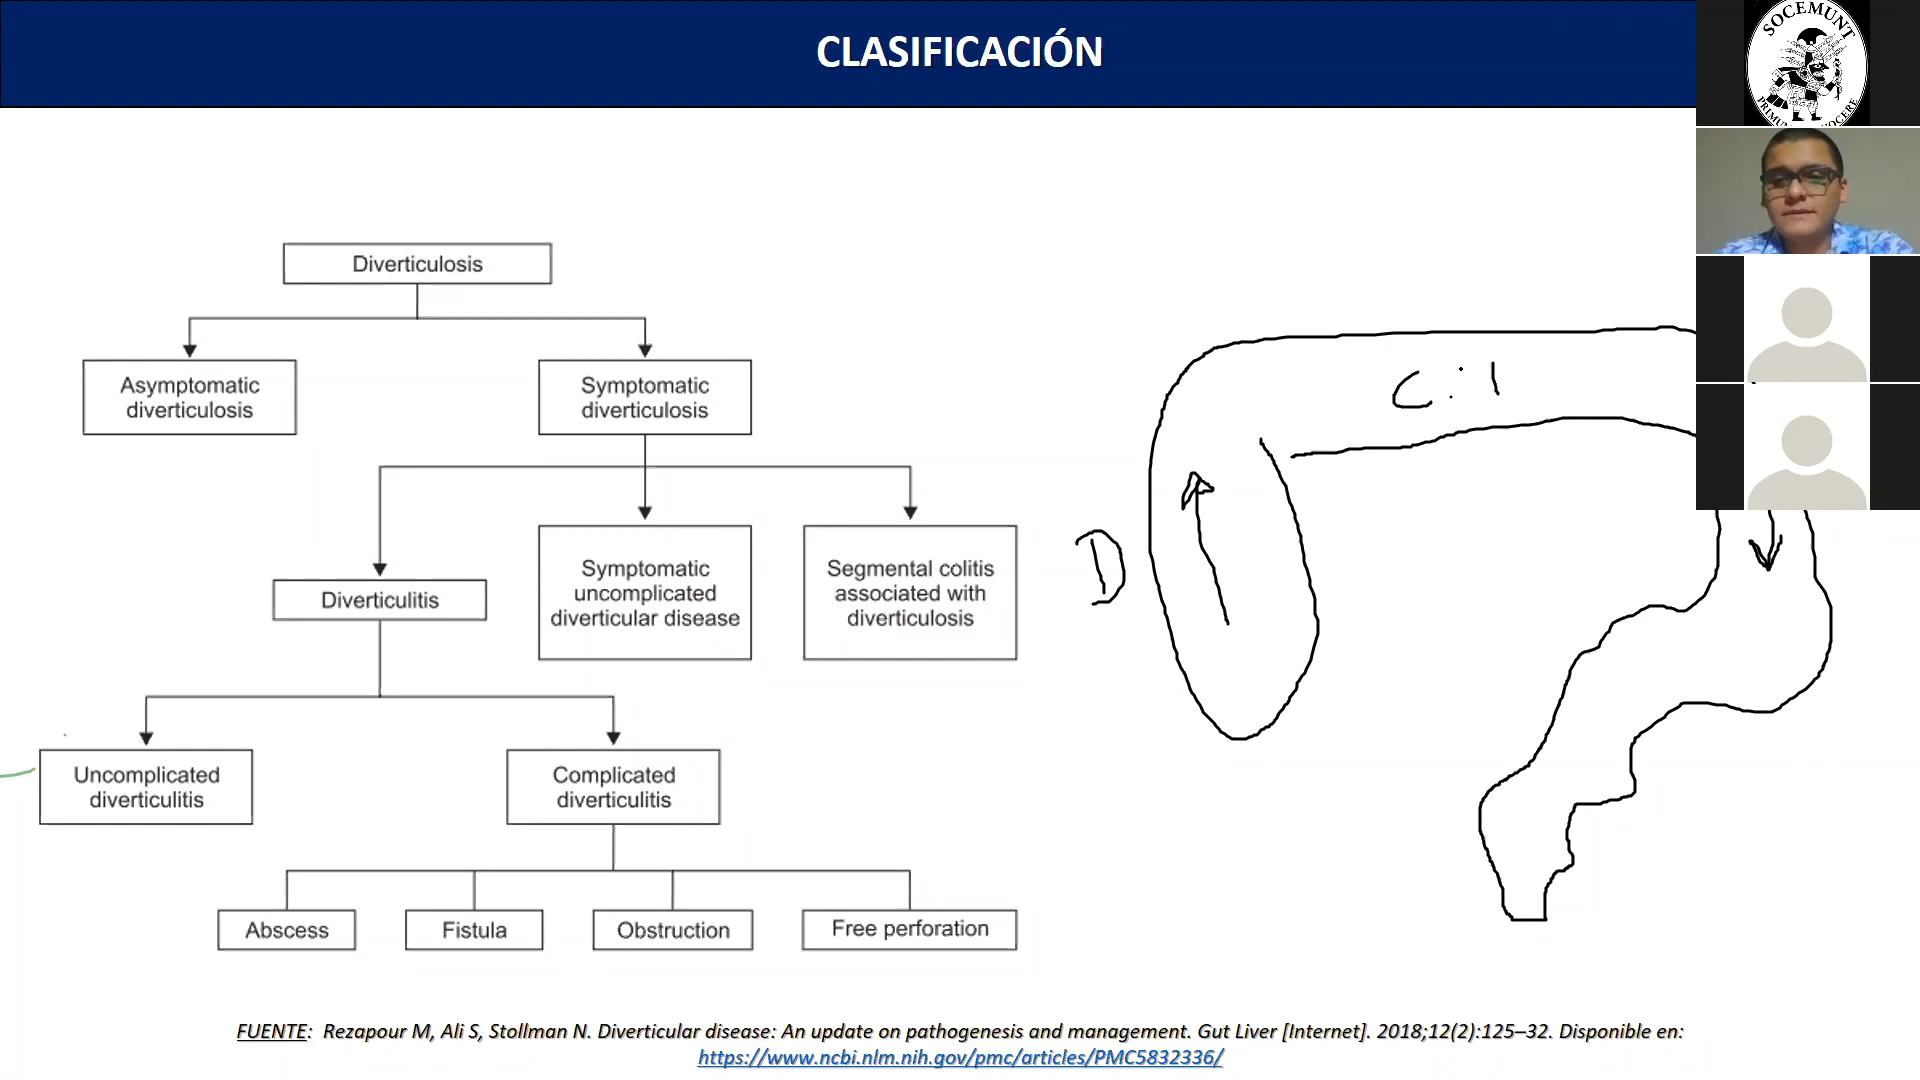 CLASIFICACIÓN
SOCEMUNT
Diverticulosis
Asymptomatic
diverticulosis
Symptomatic
diverticulosis
Diverticulitis
Symptomatic
uncomplicated
diverticular disease
Segmental colitis
associated with
diverticulosis
D
Uncomplicated
diverticulitis
Complicated
diverticulitis
Abscess
Fistula
Obstruction
Free perforation
FUENTE: Rezapour M, Ali S, Stollman N. Diverticular disease: An update on pathogenesis and management. Gut Liver [Internet]. 2018;12(2):125–32. Disponible en:
https://www.ncbi.nlm.nih.gov/pmc/articles/PMC5832336/